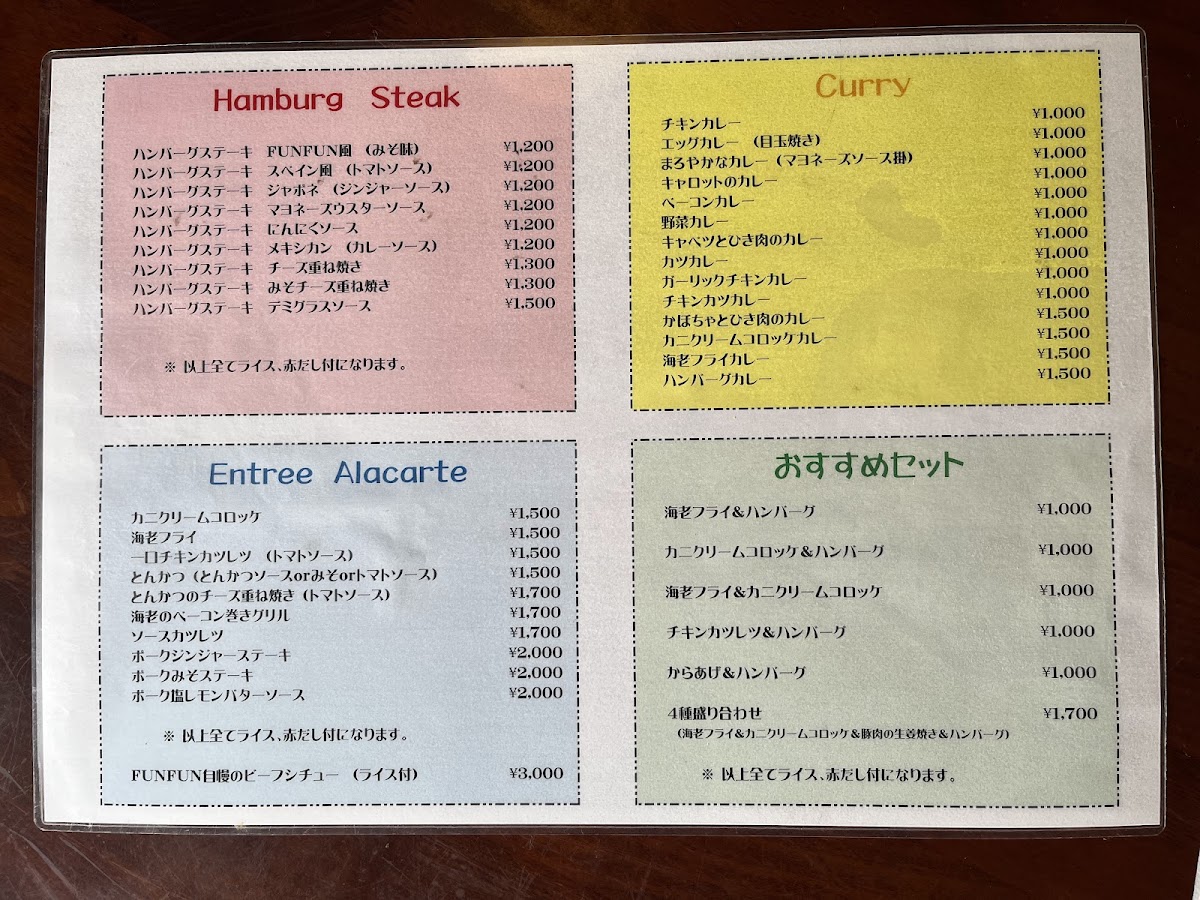 Hamburg Steak
ハンバーグステーキ FUNFUN風 (みそ味) ¥1,200
ハンバーグステーキ スペイン風 (トマトソース) ¥1,200
ハンバーグステーキ ジャポネ (ジンジャーソース) ¥1,200
ハンバーグステーキ マヨネーズウスターソース ¥1,200
ハンバーグステーキ にんにくソース ¥1,200
ハンバーグステーキ メキシカン (カレーソース) ¥1,200
ハンバーグステーキ チーズ重ね焼き ¥1,300
ハンバーグステーキ みそチーズ重ね焼き ¥1,300
ハンバーグステーキ デミグラスソース ¥1,500
※ 以上全てライス、赤だし付になります。
Curry
チキンカレー ¥1,000
エッグカレー (目玉焼き) ¥1,000
まろやかなカレー (マヨネーズソース掛) ¥1,000
キャロットのカレー ¥1,000
ベーコンカレー ¥1,000
野菜カレー ¥1,000
キャベツとひき肉のカレー ¥1,000
カツカレー ¥1,000
ガーリックチキンカレー ¥1,000
チキンカツカレー ¥1,000
かぼちゃとひき肉のカレー ¥1,500
カニクリームコロッケカレー ¥1,500
海老フライカレー ¥1,500
ハンバーグカレー ¥1,500
Entree Alacarte
カニクリームコロッケ ¥1,500
海老フライ ¥1,500
一口チキンカツレツ (トマトソース) ¥1,500
とんかつ (とんかつソースorみそorトマトソース) ¥1,500
とんかつのチーズ重ね焼き (トマトソース) ¥1,700
海老のベーコン巻きグリル ¥1,700
ソースカツレツ ¥1,700
ポークジンジャーステーキ ¥2,000
ポークみそステーキ ¥2,000
ポーク塩レモンバターソース ¥2,000
※ 以上全てライス、赤だし付になります。
FUNFUN自慢のビーフシチュー (ライス付) ¥3,000
おすすめセット
海老フライ&ハンバーグ ¥1,000
カニクリームコロッケ&ハンバーグ ¥1,000
海老フライ&カニクリームコロッケ ¥1,000
チキンカツレツ&ハンバーグ ¥1,000
からあげ&ハンバーグ ¥1,000
4種盛り合わせ ¥1,700
(海老フライ&カニクリームコロッケ&豚肉の生姜焼き&ハンバーグ)
※ 以上全てライス、赤だし付になります。